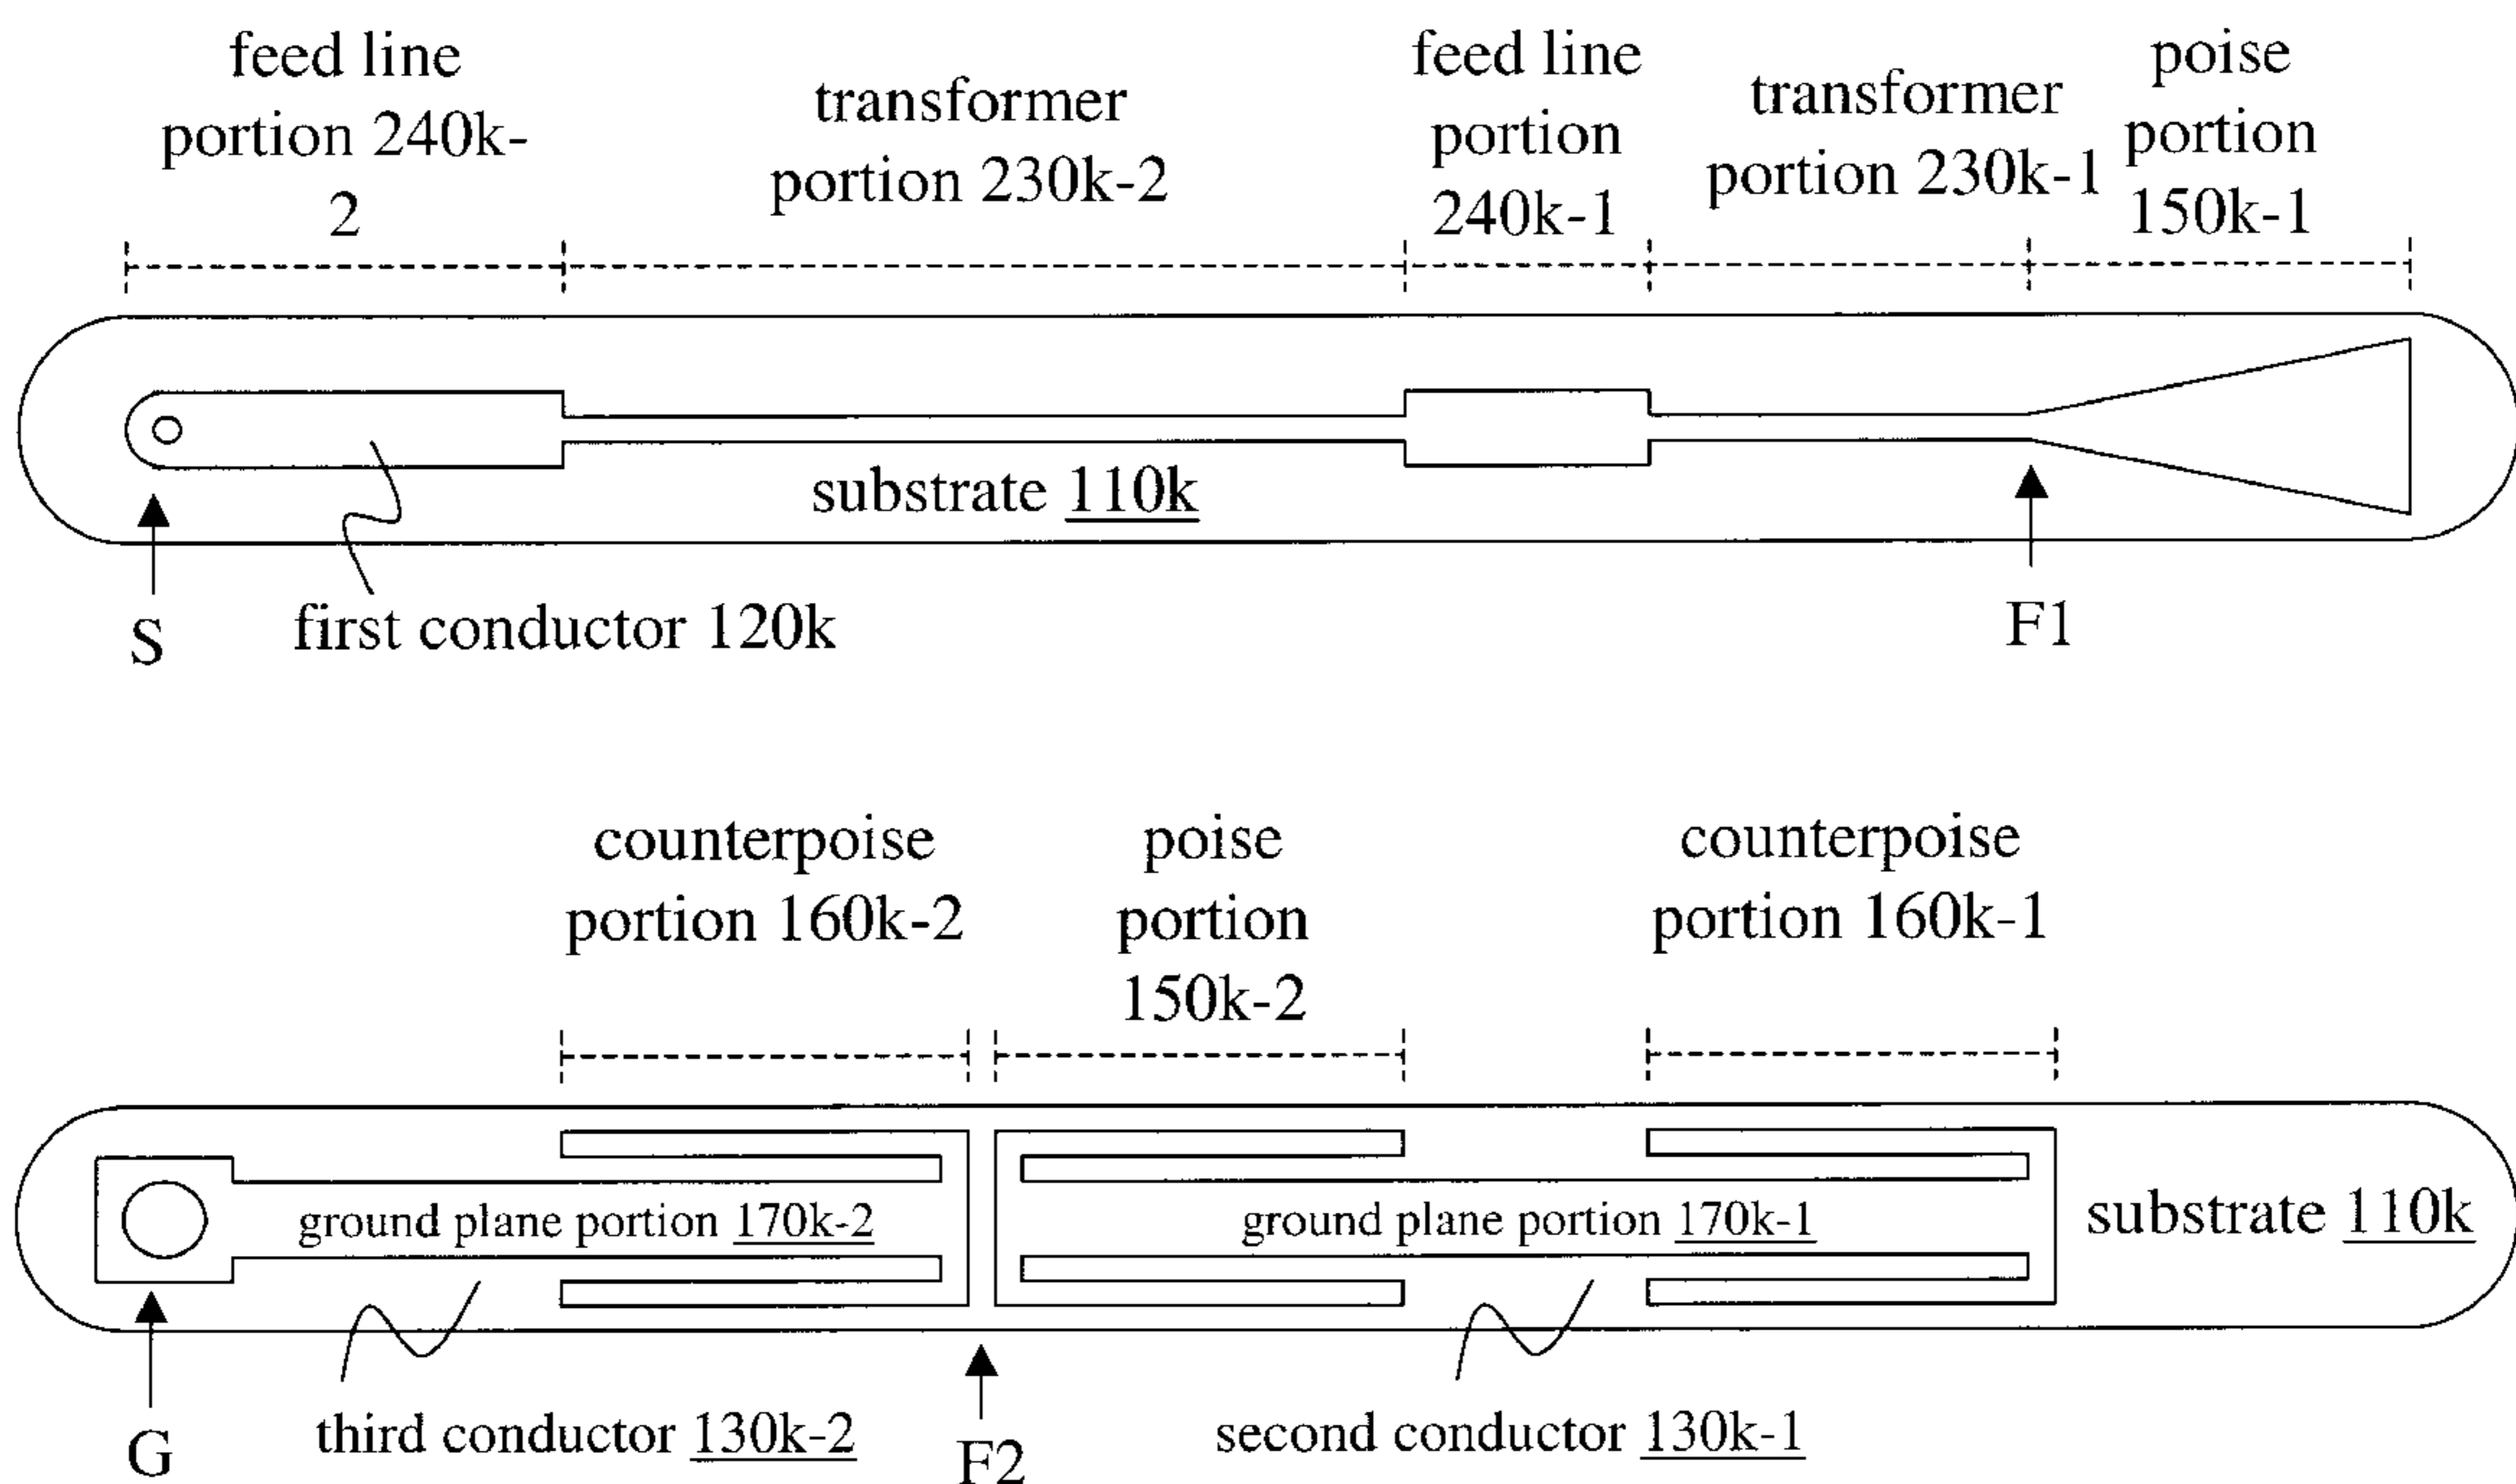 feed line
portion 240k-
2
transformer
portion 230k-2
feed line
portion
240k-1
transformer
portion 230k-1
poise
portion
150k-1
substrate 110k
S
first conductor 120k
F1
counterpoise
portion 160k-2
poise
portion
150k-2
counterpoise
portion 160k-1
ground plane portion 170k-2
ground plane portion 170k-1
substrate 110k
G
third conductor 130k-2
F2
second conductor 130k-1